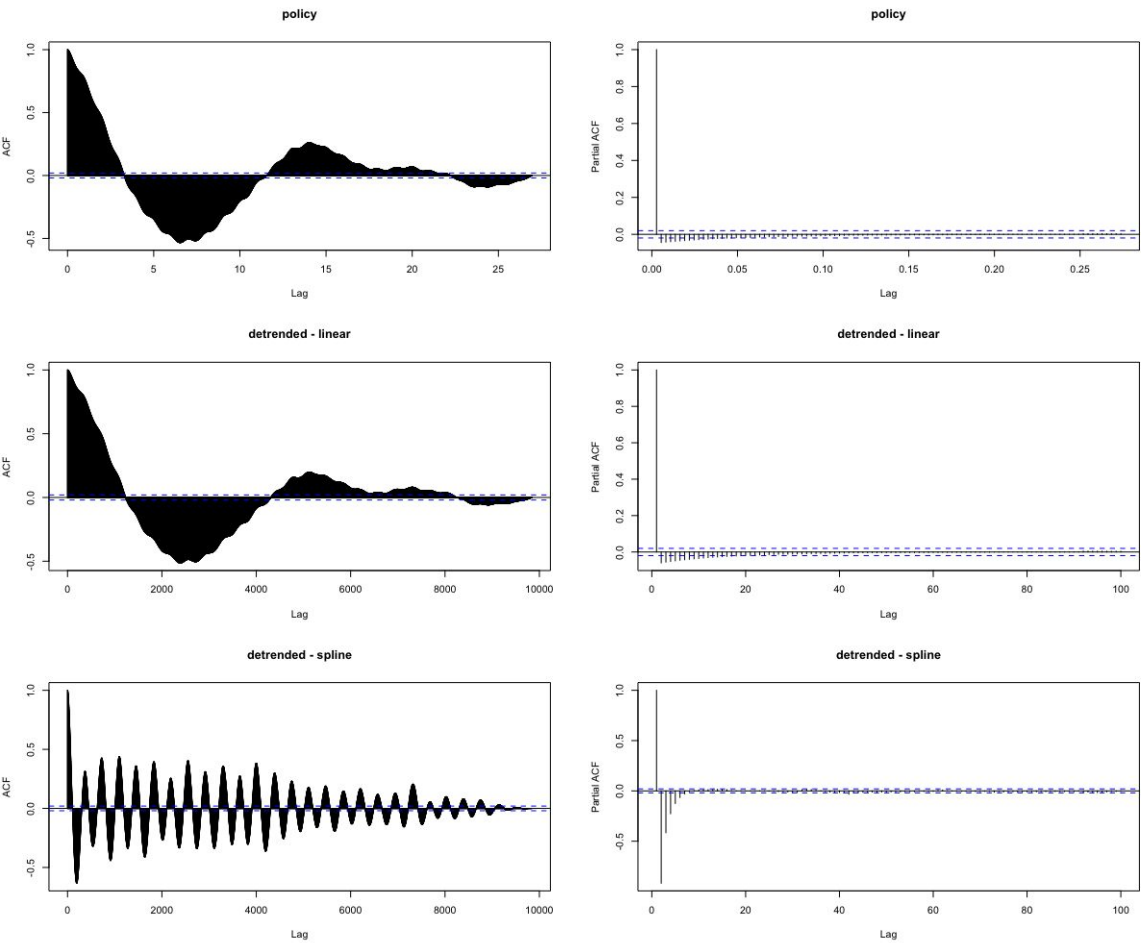 policy
ACF
1.0
0.5
0.0
-0.5
0 5 10 15 20 25
Lag
policy
Partial ACF
1.0
0.8
0.6
0.4
0.2
0.0
0.00 0.05 0.10 0.15 0.20 0.25
Lag
detrended - linear
ACF
1.0
0.5
0.0
-0.5
0 2000 4000 6000 8000 10000
Lag
detrended - linear
Partial ACF
1.0
0.8
0.6
0.4
0.2
0.0
0 20 40 60 80 100
Lag
detrended - spline
ACF
1.0
0.5
0.0
-0.5
0 2000 4000 6000 8000 10000
Lag
detrended - spline
Partial ACF
1.0
0.5
0.0
-0.5
0 20 40 60 80 100
Lag